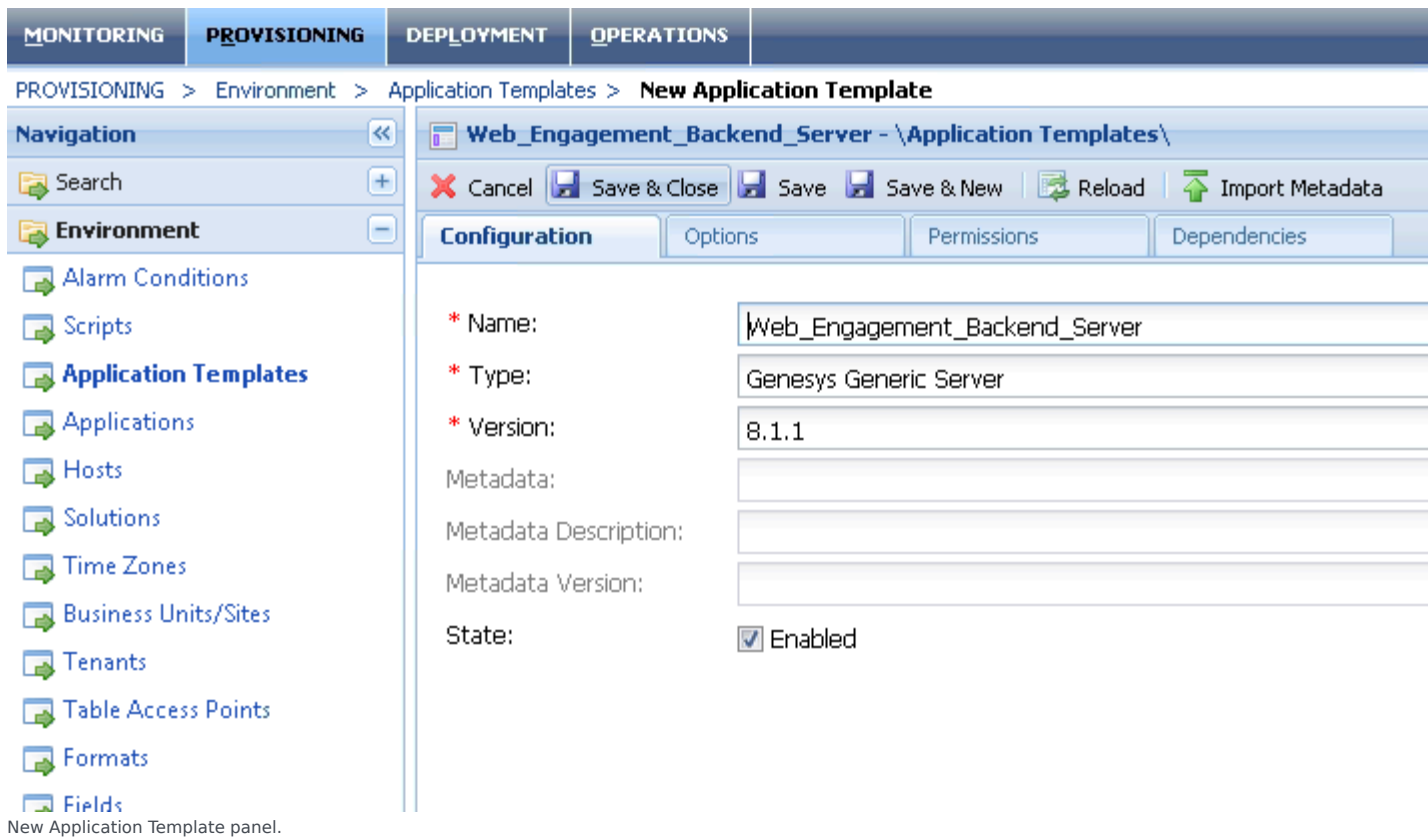 MONITORING PROVISIONING DEPLOYMENT OPERATIONS
PROVISIONING > Environment > Application Templates > New Application Template
Navigation
Search
Environment
Alarm Conditions
Scripts
Application Templates
Applications
Hosts
Solutions
Time Zones
Business Units/Sites
Tenants
Table Access Points
Formats
Fields
Web_Engagement_Backend_Server - \Application Templates\
Cancel Save & Close Save Save & New Reload Import Metadata
Configuration Options Permissions Dependencies
* Name: Web_Engagement_Backend_Server
* Type: Genesys Generic Server
* Version: 8.1.1
Metadata:
Metadata Description:
Metadata Version:
State: Enabled
New Application Template panel.